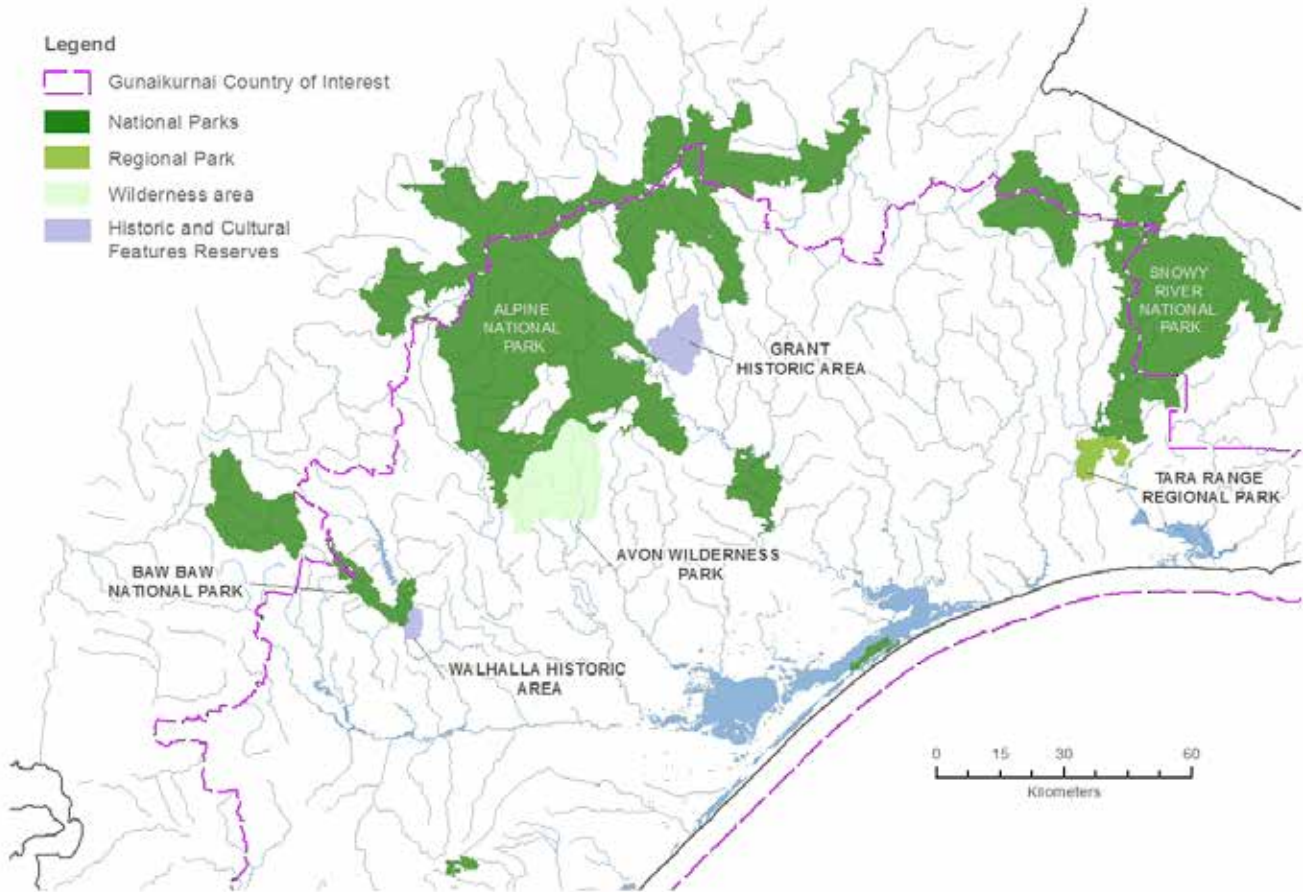 Legend
Gunaikurnai Country of Interest
National Parks
Regional Park
Wilderness area
Historic and Cultural
Features Reserves
ALPINE
NATIONAL
PARK
SNOWY
RIVER
NATIONAL
PARK
GRANT
HISTORIC AREA
TARA RANGE
REGIONAL PARK
AVON WILDERNESS
PARK
BAW BAW
NATIONAL PARK
WALHALLA HISTORIC
AREA
0 15 30 60
Kilometers